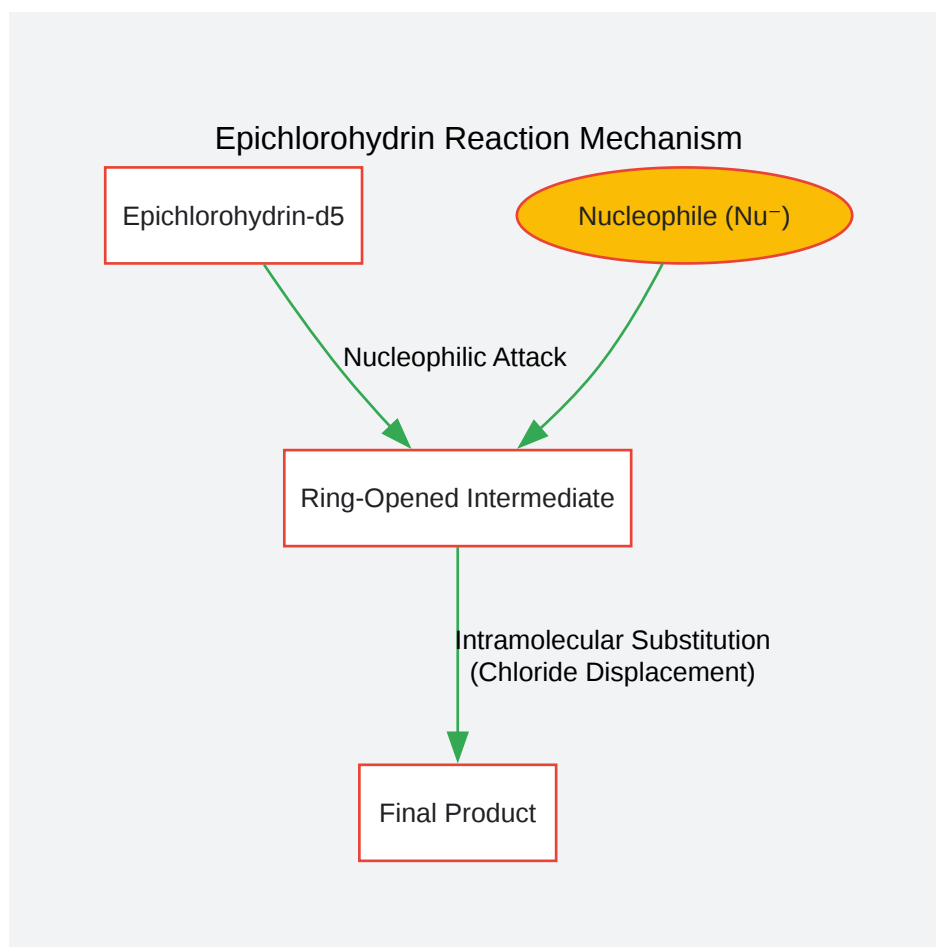 Epichlorohydrin Reaction Mechanism
Epichlorohydrin-d5
Nucleophile (Nu⁻)
Nucleophilic Attack
Ring-Opened Intermediate
Intramolecular Substitution
(Chloride Displacement)
Final Product